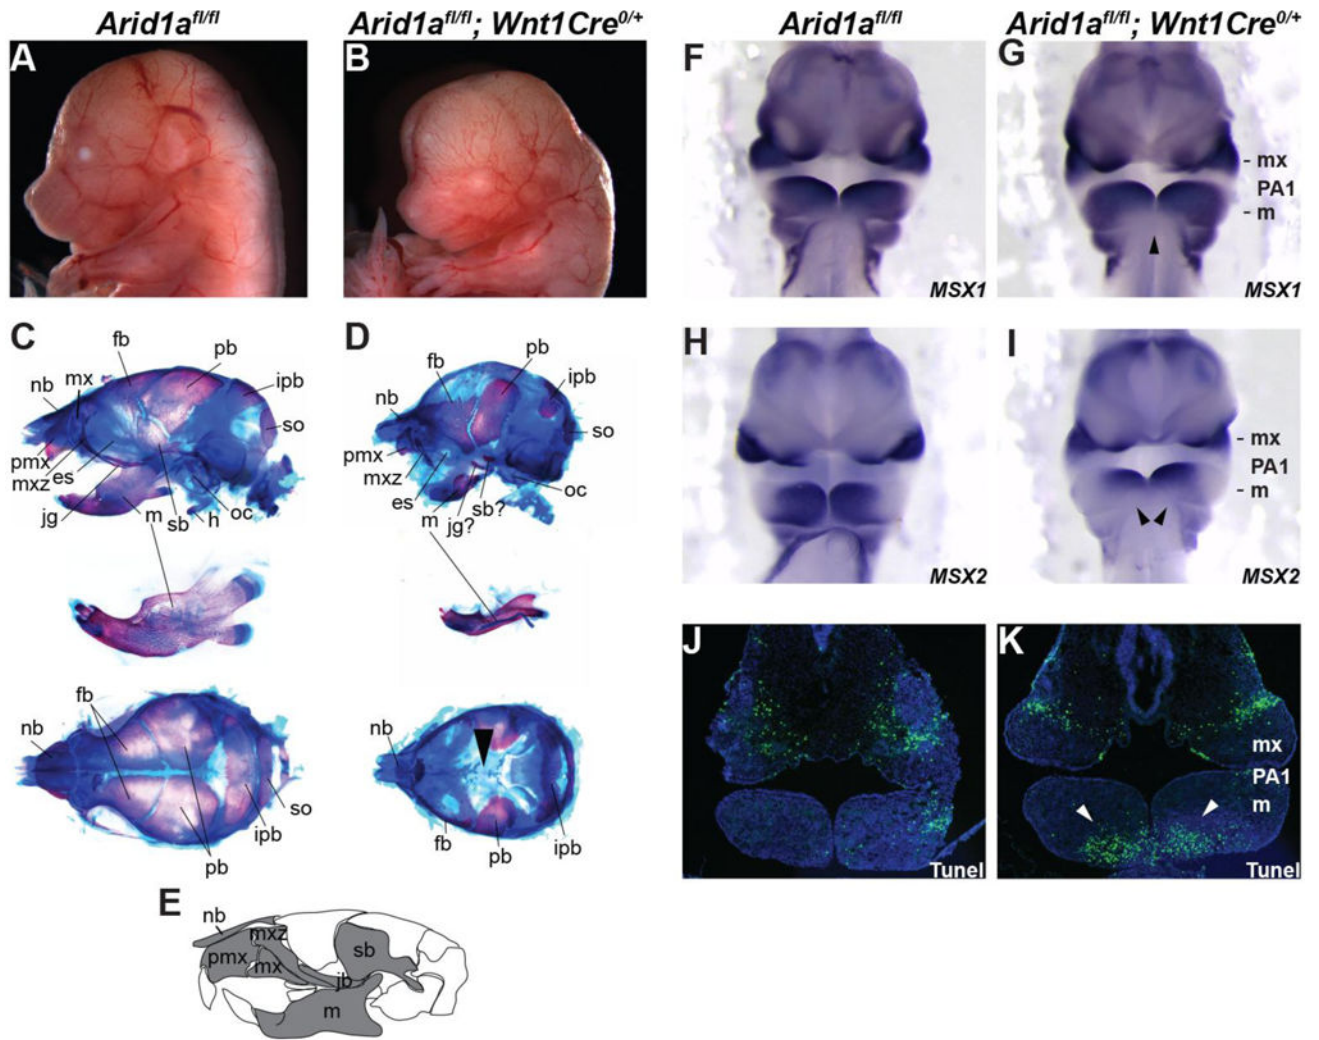 Arid1afl/fl
Arid1afl/fl; Wnt1Cre0/+
A
B
C
fb
pb
nb
mx
ipb
so
pmx
mxz
es
jg
m
sb
h
oc
fb
nb
pb
so
ipb
D
fb
pb
nb
ipb
so
pmx
mxz
es
m
jg?
sb?
oc
nb
fb
pb
ipb
E
nb
mxz
pmx
mx
sb
jb
m
Arid1afl/fl
Arid1afl/fl; Wnt1Cre0/+
F
MSX1
G
- mx
PA1
- m
MSX1
H
MSX2
I
- mx
PA1
- m
MSX2
J
Tunel
K
mx
PA1
m
Tunel